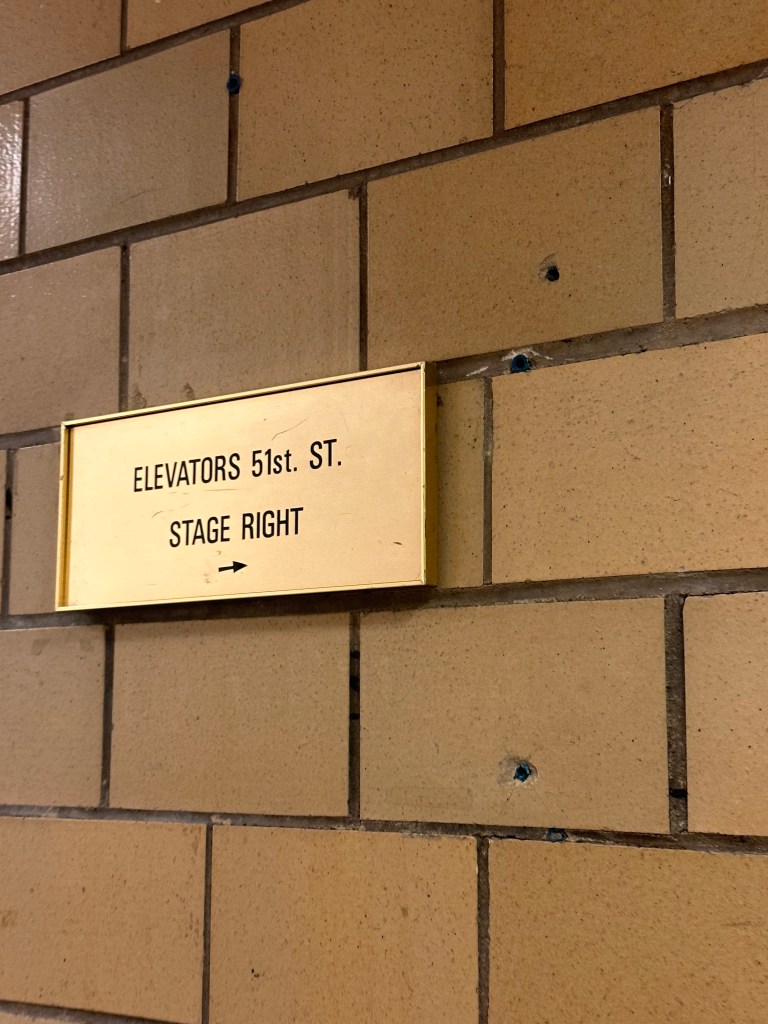 ELEVATORS 51st. ST.
STAGE RIGHT
→